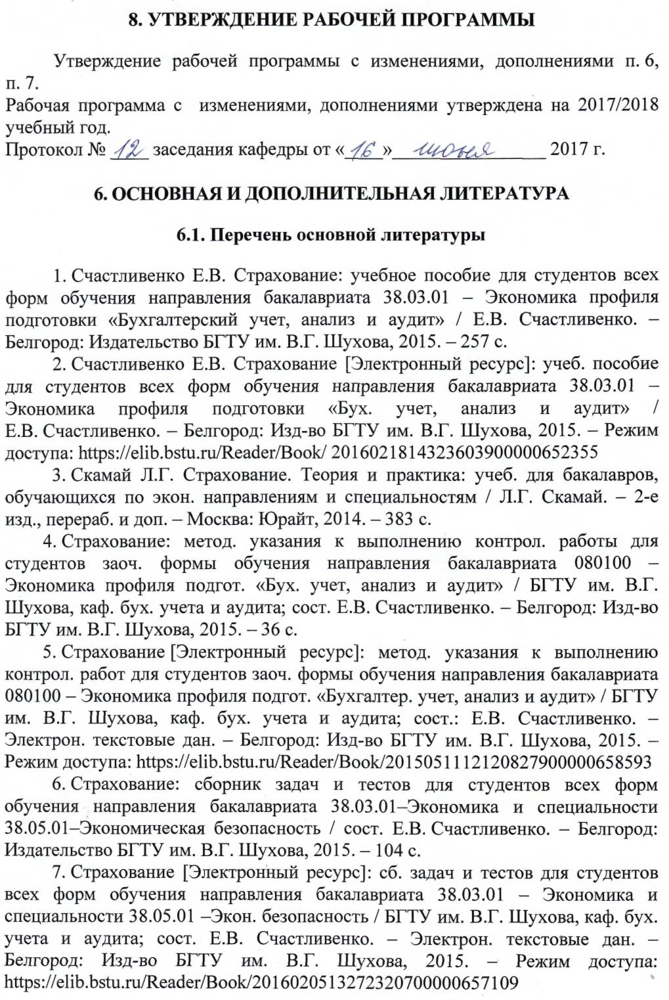 8. УТВЕРЖДЕНИЕ РАБОЧЕЙ ПРОГРАММЫ
Утверждение рабочей программы с изменениями, дополнениями п. 6,
п. 7.
Рабочая программа с изменениями, дополнениями утверждена на 2017/2018
учебный год.
Протокол № 12 заседания кафедры от «16» июня 2017 г.
6. ОСНОВНАЯ И ДОПОЛНИТЕЛЬНАЯ ЛИТЕРАТУРА
6.1. Перечень основной литературы
1. Счастливенко Е.В. Страхование: учебное пособие для студентов всех
форм обучения направления бакалавриата 38.03.01 – Экономика профиля
подготовки «Бухгалтерский учет, анализ и аудит» / Е.В. Счастливенко. –
Белгород: Издательство БГТУ им. В.Г. Шухова, 2015. – 257 с.
2. Счастливенко Е.В. Страхование [Электронный ресурс]: учеб. пособие
для студентов всех форм обучения направления бакалавриата 38.03.01 –
Экономика профиля подготовки «Бух. учет, анализ и аудит» /
Е.В. Счастливенко. – Белгород: Изд-во БГТУ им. В.Г. Шухова, 2015. – Режим
доступа: https://elib.bstu.ru/Reader/Book/ 2016021814323603900000652355
3. Скамай Л.Г. Страхование. Теория и практика: учеб. для бакалавров,
обучающихся по экон. направлениям и специальностям / Л.Г. Скамай. – 2-е
изд., перераб. и доп. – Москва: Юрайт, 2014. – 383 с.
4. Страхование: метод. указания к выполнению контрол. работы для
студентов заоч. формы обучения направления бакалавриата 080100 –
Экономика профиля подгот. «Бух. учет, анализ и аудит» / БГТУ им. В.Г.
Шухова, каф. бух. учета и аудита; сост. Е.В. Счастливенко. – Белгород: Изд-во
БГТУ им. В.Г. Шухова, 2015. – 36 с.
5. Страхование [Электронный ресурс]: метод. указания к выполнению
контрол. работ для студентов заоч. формы обучения направления бакалавриата
080100 – Экономика профиля подгот. «Бухгалтер. учет, анализ и аудит» / БГТУ
им. В.Г. Шухова, каф. бух. учета и аудита; сост.: Е.В. Счастливенко. –
Электрон. текстовые дан. – Белгород: Изд-во БГТУ им. В.Г. Шухова, 2015. –
Режим доступа: https://elib.bstu.ru/Reader/Book/2015051112120827900000658593
6. Страхование: сборник задач и тестов для студентов всех форм
обучения направления бакалавриата 38.03.01–Экономика и специальности
38.05.01–Экономическая безопасность / сост. Е.В. Счастливенко. – Белгород:
Издательство БГТУ им. В.Г. Шухова, 2015. – 104 с.
7. Страхование [Электронный ресурс]: сб. задач и тестов для студентов
всех форм обучения направления бакалавриата 38.03.01 – Экономика и
специальности 38.05.01 –Экон. безопасность / БГТУ им. В.Г. Шухова, каф. бух.
учета и аудита; сост. Е.В. Счастливенко. – Электрон. текстовые дан. –
Белгород: Изд-во БГТУ им. В.Г. Шухова, 2015. – Режим доступа:
https://elib.bstu.ru/Reader/Book/2016020513272320700000657109